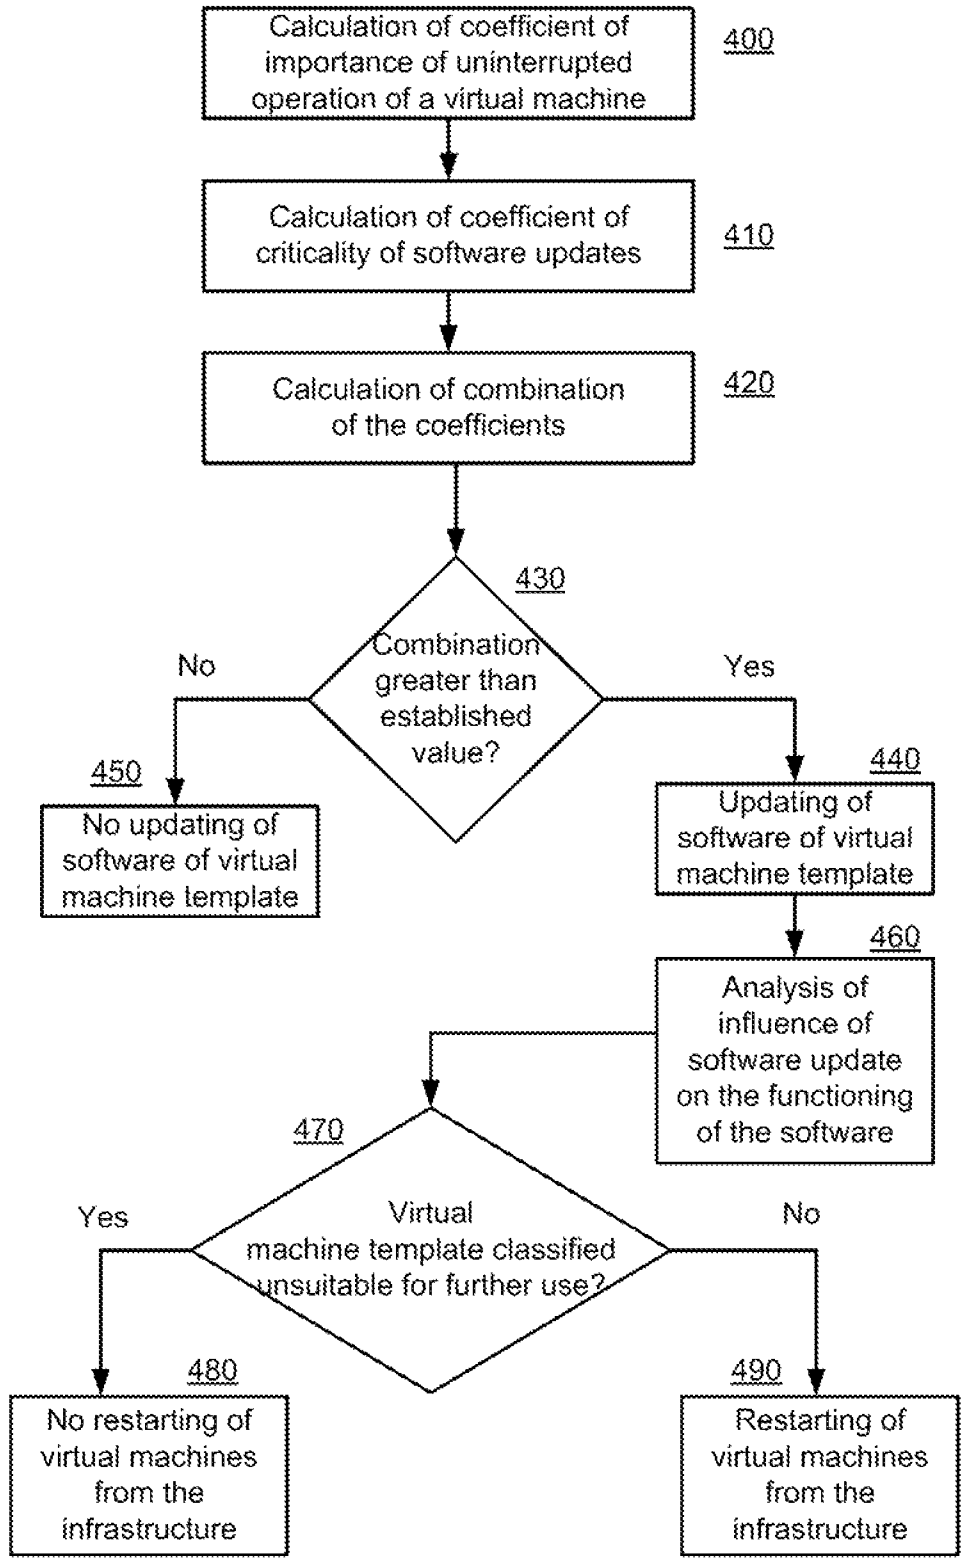 Calculation of coefficient of
importance of uninterrupted
operation of a virtual machine
400
Calculation of coefficient of
criticality of software updates
410
Calculation of combination
of the coefficients
420
430
Combination
greater than
established
value?
No
Yes
450
No updating of
software of virtual
machine template
440
Updating of
software of virtual
machine template
460
Analysis of
influence of
software update
on the functioning
of the software
470
Virtual
machine template classified
unsuitable for further use?
Yes
No
480
No restarting of
virtual machines
from the
infrastructure
490
Restarting of
virtual machines
from the
infrastructure